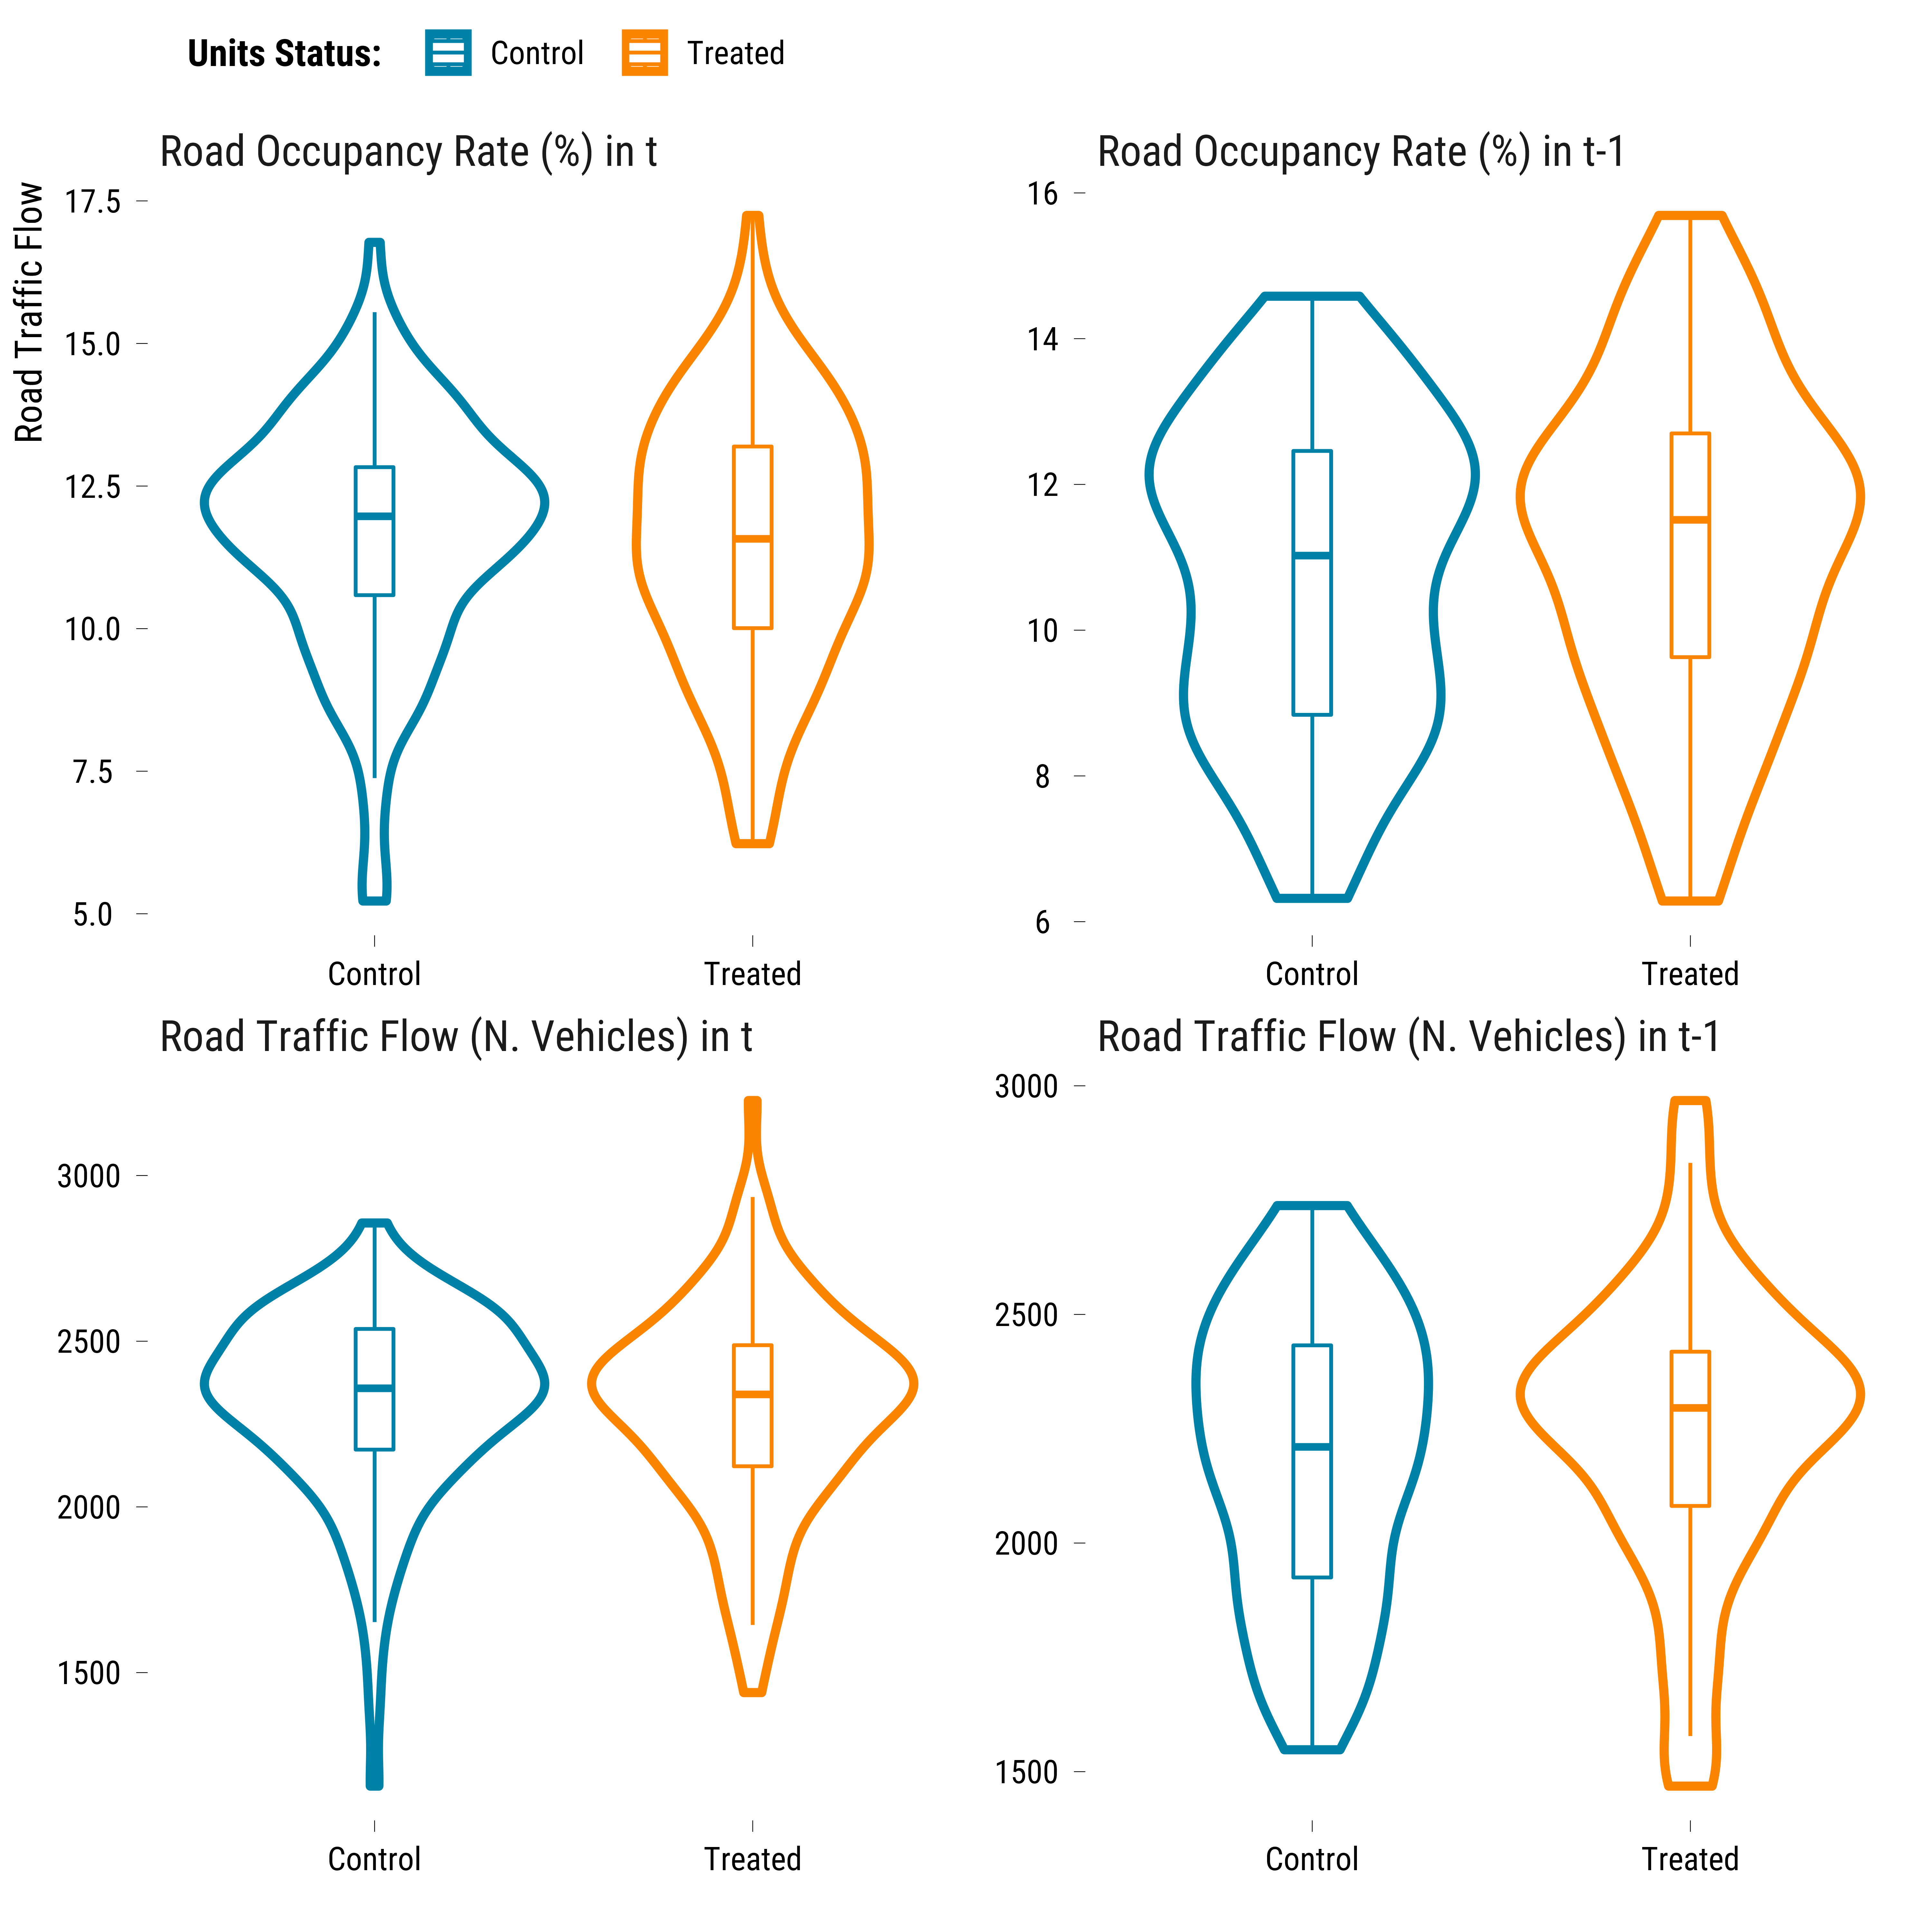 Units Status: Control Treated
Road Occupancy Rate (%) in t
Road Traffic Flow
17.5
15.0
12.5
10.0
7.5
5.0
Control Treated
Road Occupancy Rate (%) in t-1
16
14
12
10
8
6
Control Treated
Road Traffic Flow (N. Vehicles) in t
3000
2500
2000
1500
Control Treated
Road Traffic Flow (N. Vehicles) in t-1
3000
2500
2000
1500
Control Treated